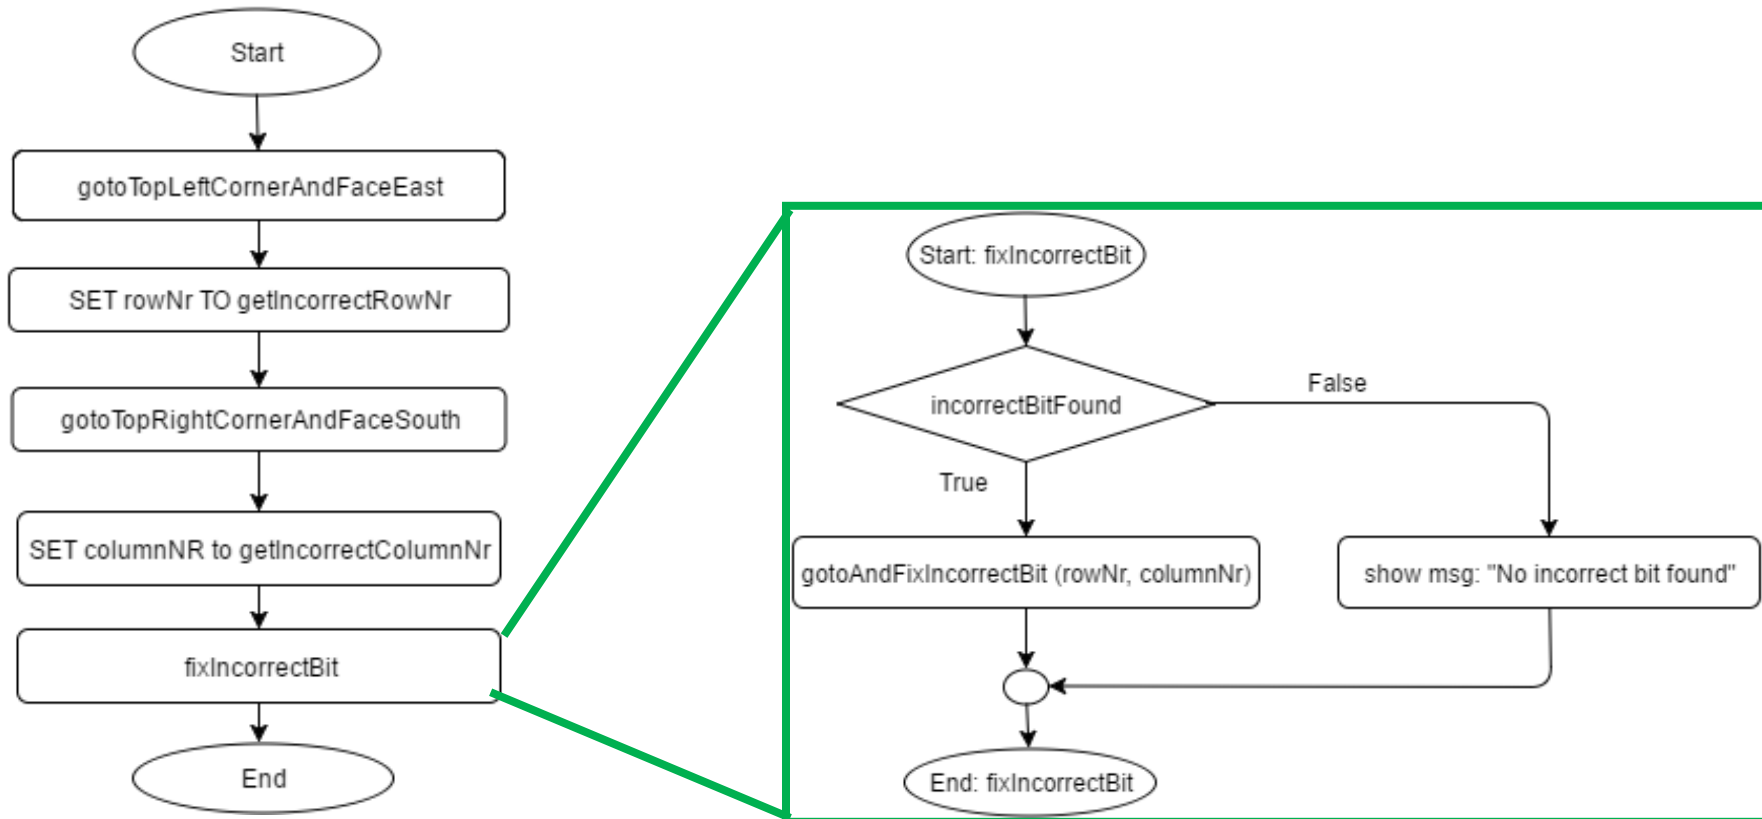 Start
gotoTopLeftCornerAndFaceEast
SET rowNr TO getIncorrectRowNr
gotoTopRightCornerAndFaceSouth
SET columnNR to getIncorrectColumnNr
fixIncorrectBit
End
Start: fixIncorrectBit
incorrectBitFound
False
True
gotoAndFixIncorrectBit (rowNr, columnNr)
show msg: "No incorrect bit found"
End: fixIncorrectBit